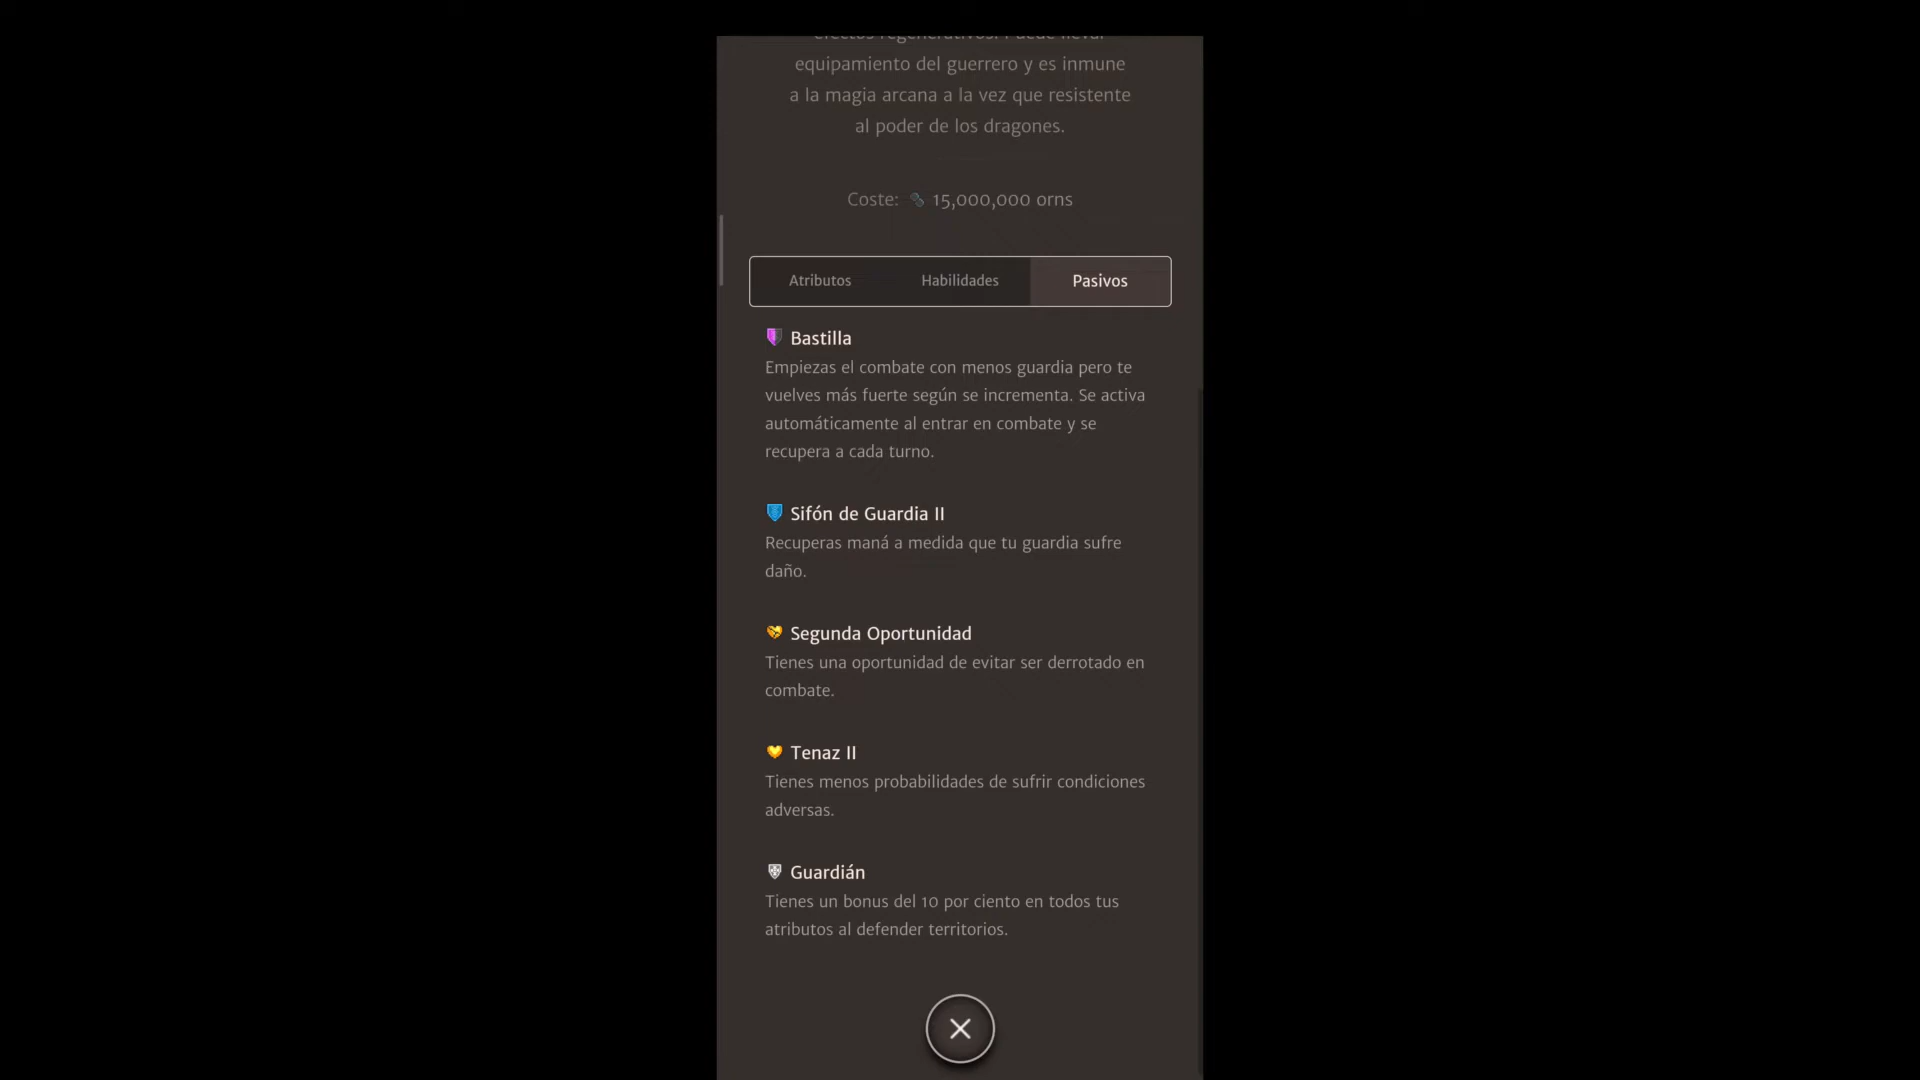 efectos regenerativos. Puede llevar
equipamiento del guerrero y es inmune
a la magia arcana a la vez que resistente
al poder de los dragones.
Coste: 15,000,000 orns
Atributos Habilidades Pasivos
Bastilla
Empiezas el combate con menos guardia pero te
vuelves más fuerte según se incrementa. Se activa
automáticamente al entrar en combate y se
recupera a cada turno.
Sifón de Guardia II
Recuperas maná a medida que tu guardia sufre
daño.
Segunda Oportunidad
Tienes una oportunidad de evitar ser derrotado en
combate.
Tenaz II
Tienes menos probabilidades de sufrir condiciones
adversas.
Guardián
Tienes un bonus del 10 por ciento en todos tus
atributos al defender territorios.